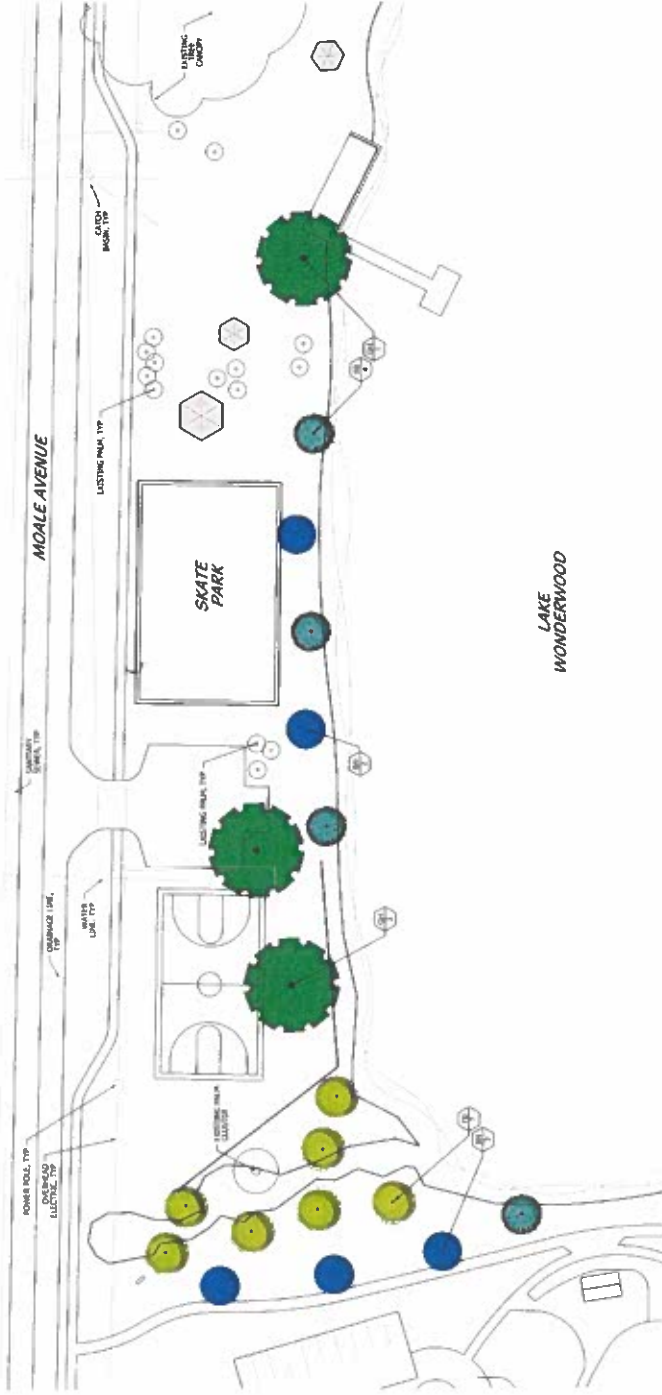 EXISTING
TREE
CANOPY
CATCH
BASIN, TYP
EXISTING PALM, TYP
MOALE AVENUE
SKATE
PARK
LAKE
WONDERWOOD
SANITARY
SEWER, TYP
EXISTING PALM, TYP
DRAINAGE LINE,
TYP
WATER
LINE, TYP
POWER POLE, TYP
OVERHEAD
ELECTRIC, TYP
EXISTING PALM
CLUSTER